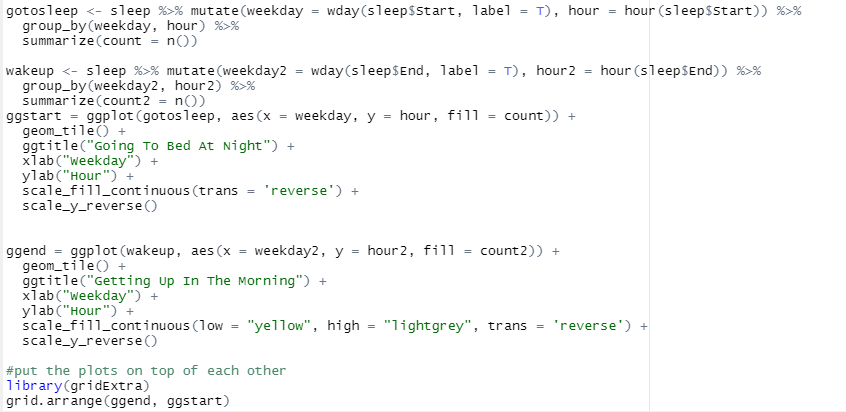 gotosleep <- sleep %>% mutate(weekday = wday(sleep$Start, label = T), hour = hour(sleep$Start)) %>%
  group_by(weekday, hour) %>%
  summarize(count = n())

wakeup <- sleep %>% mutate(weekday2 = wday(sleep$End, label = T), hour2 = hour(sleep$End)) %>%
  group_by(weekday2, hour2) %>%
  summarize(count2 = n())
ggstart = ggplot(gotosleep, aes(x = weekday, y = hour, fill = count)) +
  geom_tile() +
  ggtitle("Going To Bed At Night") +
  xlab("Weekday") +
  ylab("Hour") +
  scale_fill_continuous(trans = 'reverse') +
  scale_y_reverse()


ggend = ggplot(wakeup, aes(x = weekday2, y = hour2, fill = count2)) +
  geom_tile() +
  ggtitle("Getting Up In The Morning") +
  xlab("Weekday") +
  ylab("Hour") +
  scale_fill_continuous(low = "yellow", high = "lightgrey", trans = 'reverse') +
  scale_y_reverse()

#put the plots on top of each other
library(gridExtra)
grid.arrange(ggend, ggstart)